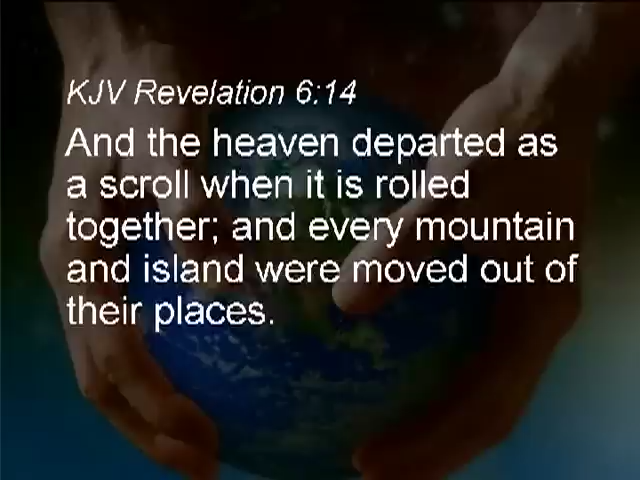 KJV Revelation 6:14
And the heaven departed as
a scroll when it is rolled
together; and every mountain
and island were moved out of
their places.